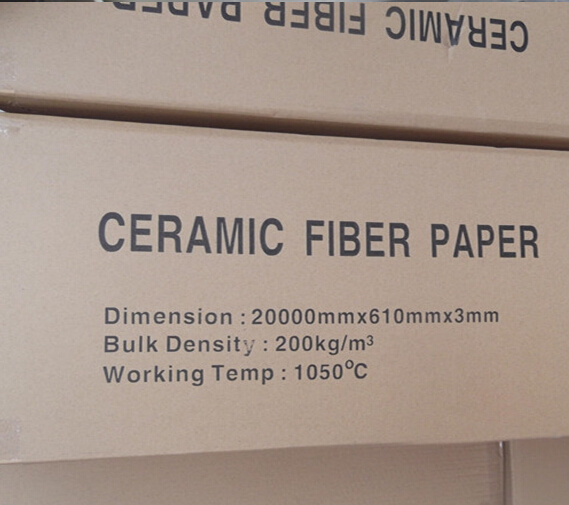 CERAMIC FIBER PAPER
CERAMIC FIBER PAPER
Dimension : 20000mmx610mmx3mm
Bulk Density : 200kg/m³
Working Temp : 1050°C